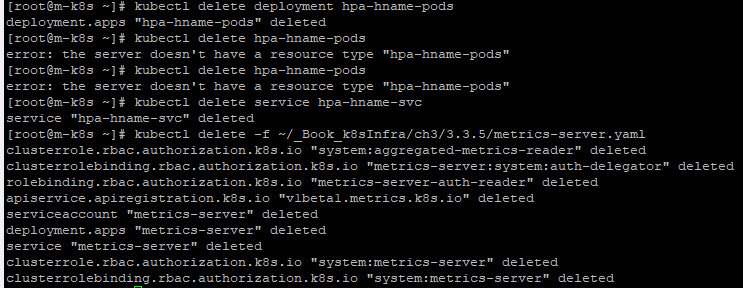 [root@m-k8s ~]# kubectl delete deployment hpa-hname-pods
deployment.apps "hpa-hname-pods" deleted
[root@m-k8s ~]# kubectl delete hpa-hname-pods
error: the server doesn't have a resource type "hpa-hname-pods"
[root@m-k8s ~]# kubectl delete hpa-hname-pods
error: the server doesn't have a resource type "hpa-hname-pods"
[root@m-k8s ~]# kubectl delete service hpa-hname-svc
service "hpa-hname-svc" deleted
[root@m-k8s ~]# kubectl delete -f ~/_Book_k8sInfra/ch3/3.3.5/metrics-server.yaml
clusterrole.rbac.authorization.k8s.io "system:aggregated-metrics-reader" deleted
clusterrolebinding.rbac.authorization.k8s.io "metrics-server:system:auth-delegator" deleted
rolebinding.rbac.authorization.k8s.io "metrics-server-auth-reader" deleted
apiservice.apiregistration.k8s.io "v1beta1.metrics.k8s.io" deleted
serviceaccount "metrics-server" deleted
deployment.apps "metrics-server" deleted
service "metrics-server" deleted
clusterrole.rbac.authorization.k8s.io "system:metrics-server" deleted
clusterrolebinding.rbac.authorization.k8s.io "system:metrics-server" deleted